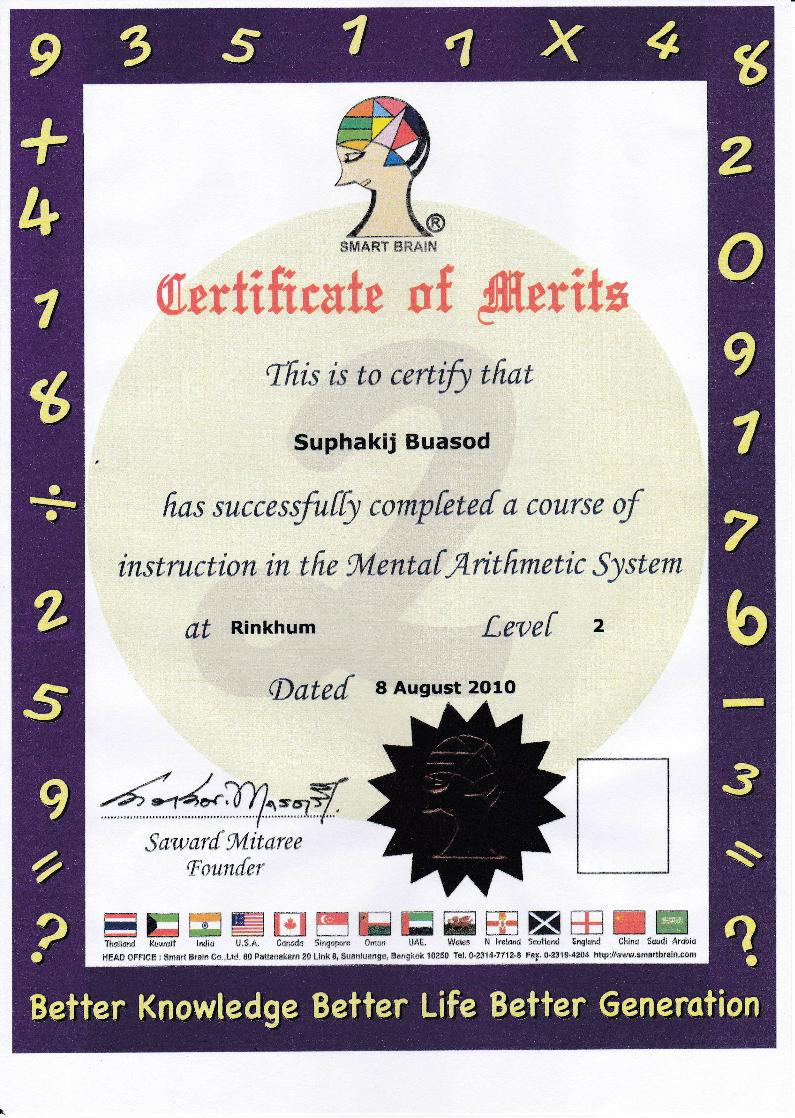 9 3 5 1 1 X 4 8
+
4
1
8
÷
2
5
9
=
?
2
0
9
1
7
6
–
3
=
?
®
SMART BRAIN
Certificate of Merits
This is to certify that
Suphakij Buasod
has successfully completed a course of
instruction in the Mental Arithmetic System
at Rinkhum Level 2
Dated 8 August 2010
2
Saward Mitaree
Founder
Thailand Kuwait India U.S.A. Canada Singapore Oman UAE. Wales N Ireland Scotland England China Saudi Arabia
HEAD OFFICE : Smart Brain Co.,Ltd. 80 Pattanakarn 20 Link 8, Suanluange, Bangkok 10250 Tel. 0-2314-7712-8 Fax. 0-2319-4204 http://www.smartbrain.com
Better Knowledge Better Life Better Generation